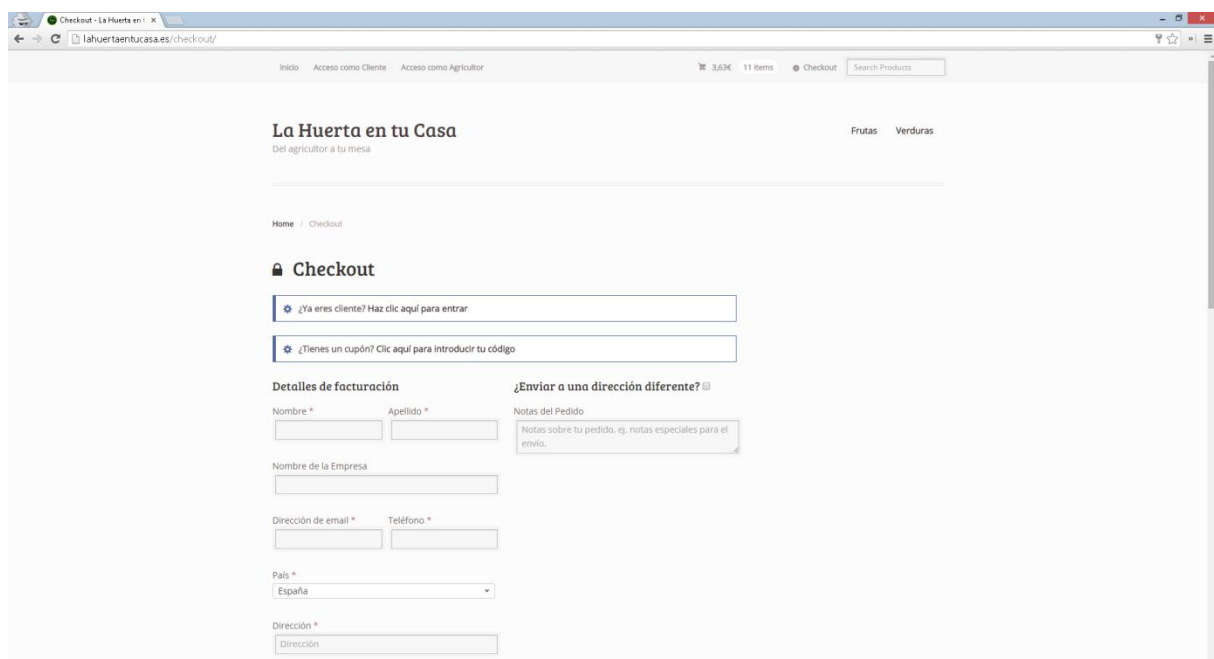 Checkout - La Huerta en t
lahuertaentucasa.es/checkout/
Inicio Acceso como Cliente Acceso como Agricultor 3,63€ 11 items Checkout Search Products
La Huerta en tu Casa
Del agricultor a tu mesa
Frutas Verduras
Home / Checkout
Checkout
¿Ya eres cliente? Haz clic aquí para entrar
¿Tienes un cupón? Clic aquí para introducir tu código
Detalles de facturación
Nombre * Apellido *
Nombre de la Empresa
Dirección de email * Teléfono *
País *
España
Dirección *
Dirección
¿Enviar a una dirección diferente?
Notas del Pedido
Notas sobre tu pedido, ej. notas especiales para el
envío.